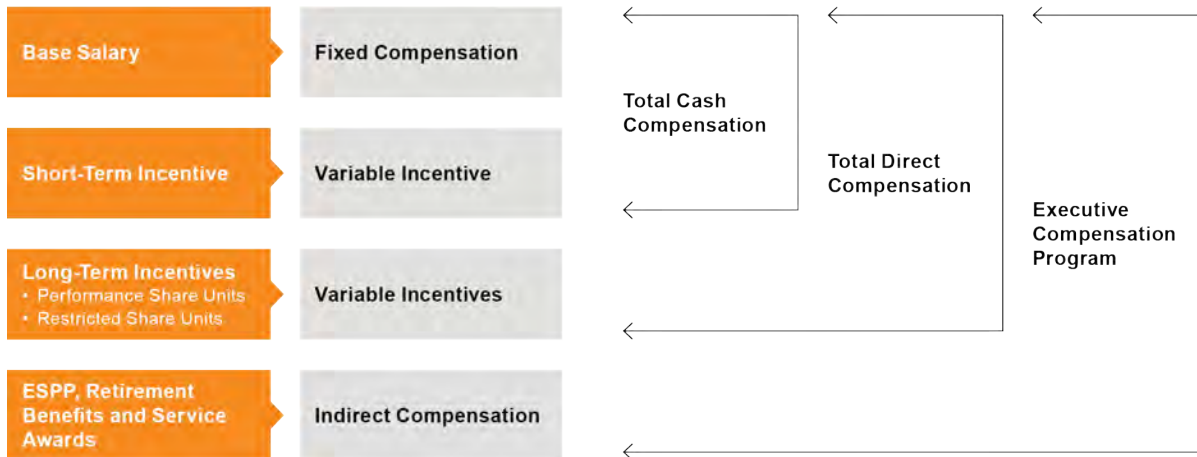 Base Salary
Fixed Compensation
Total Cash
Compensation
Short-Term Incentive
Variable Incentive
Total Direct
Compensation
Executive
Compensation
Program
Long-Term Incentives
• Performance Share Units
• Restricted Share Units
Variable Incentives
ESPP, Retirement
Benefits and Service
Awards
Indirect Compensation